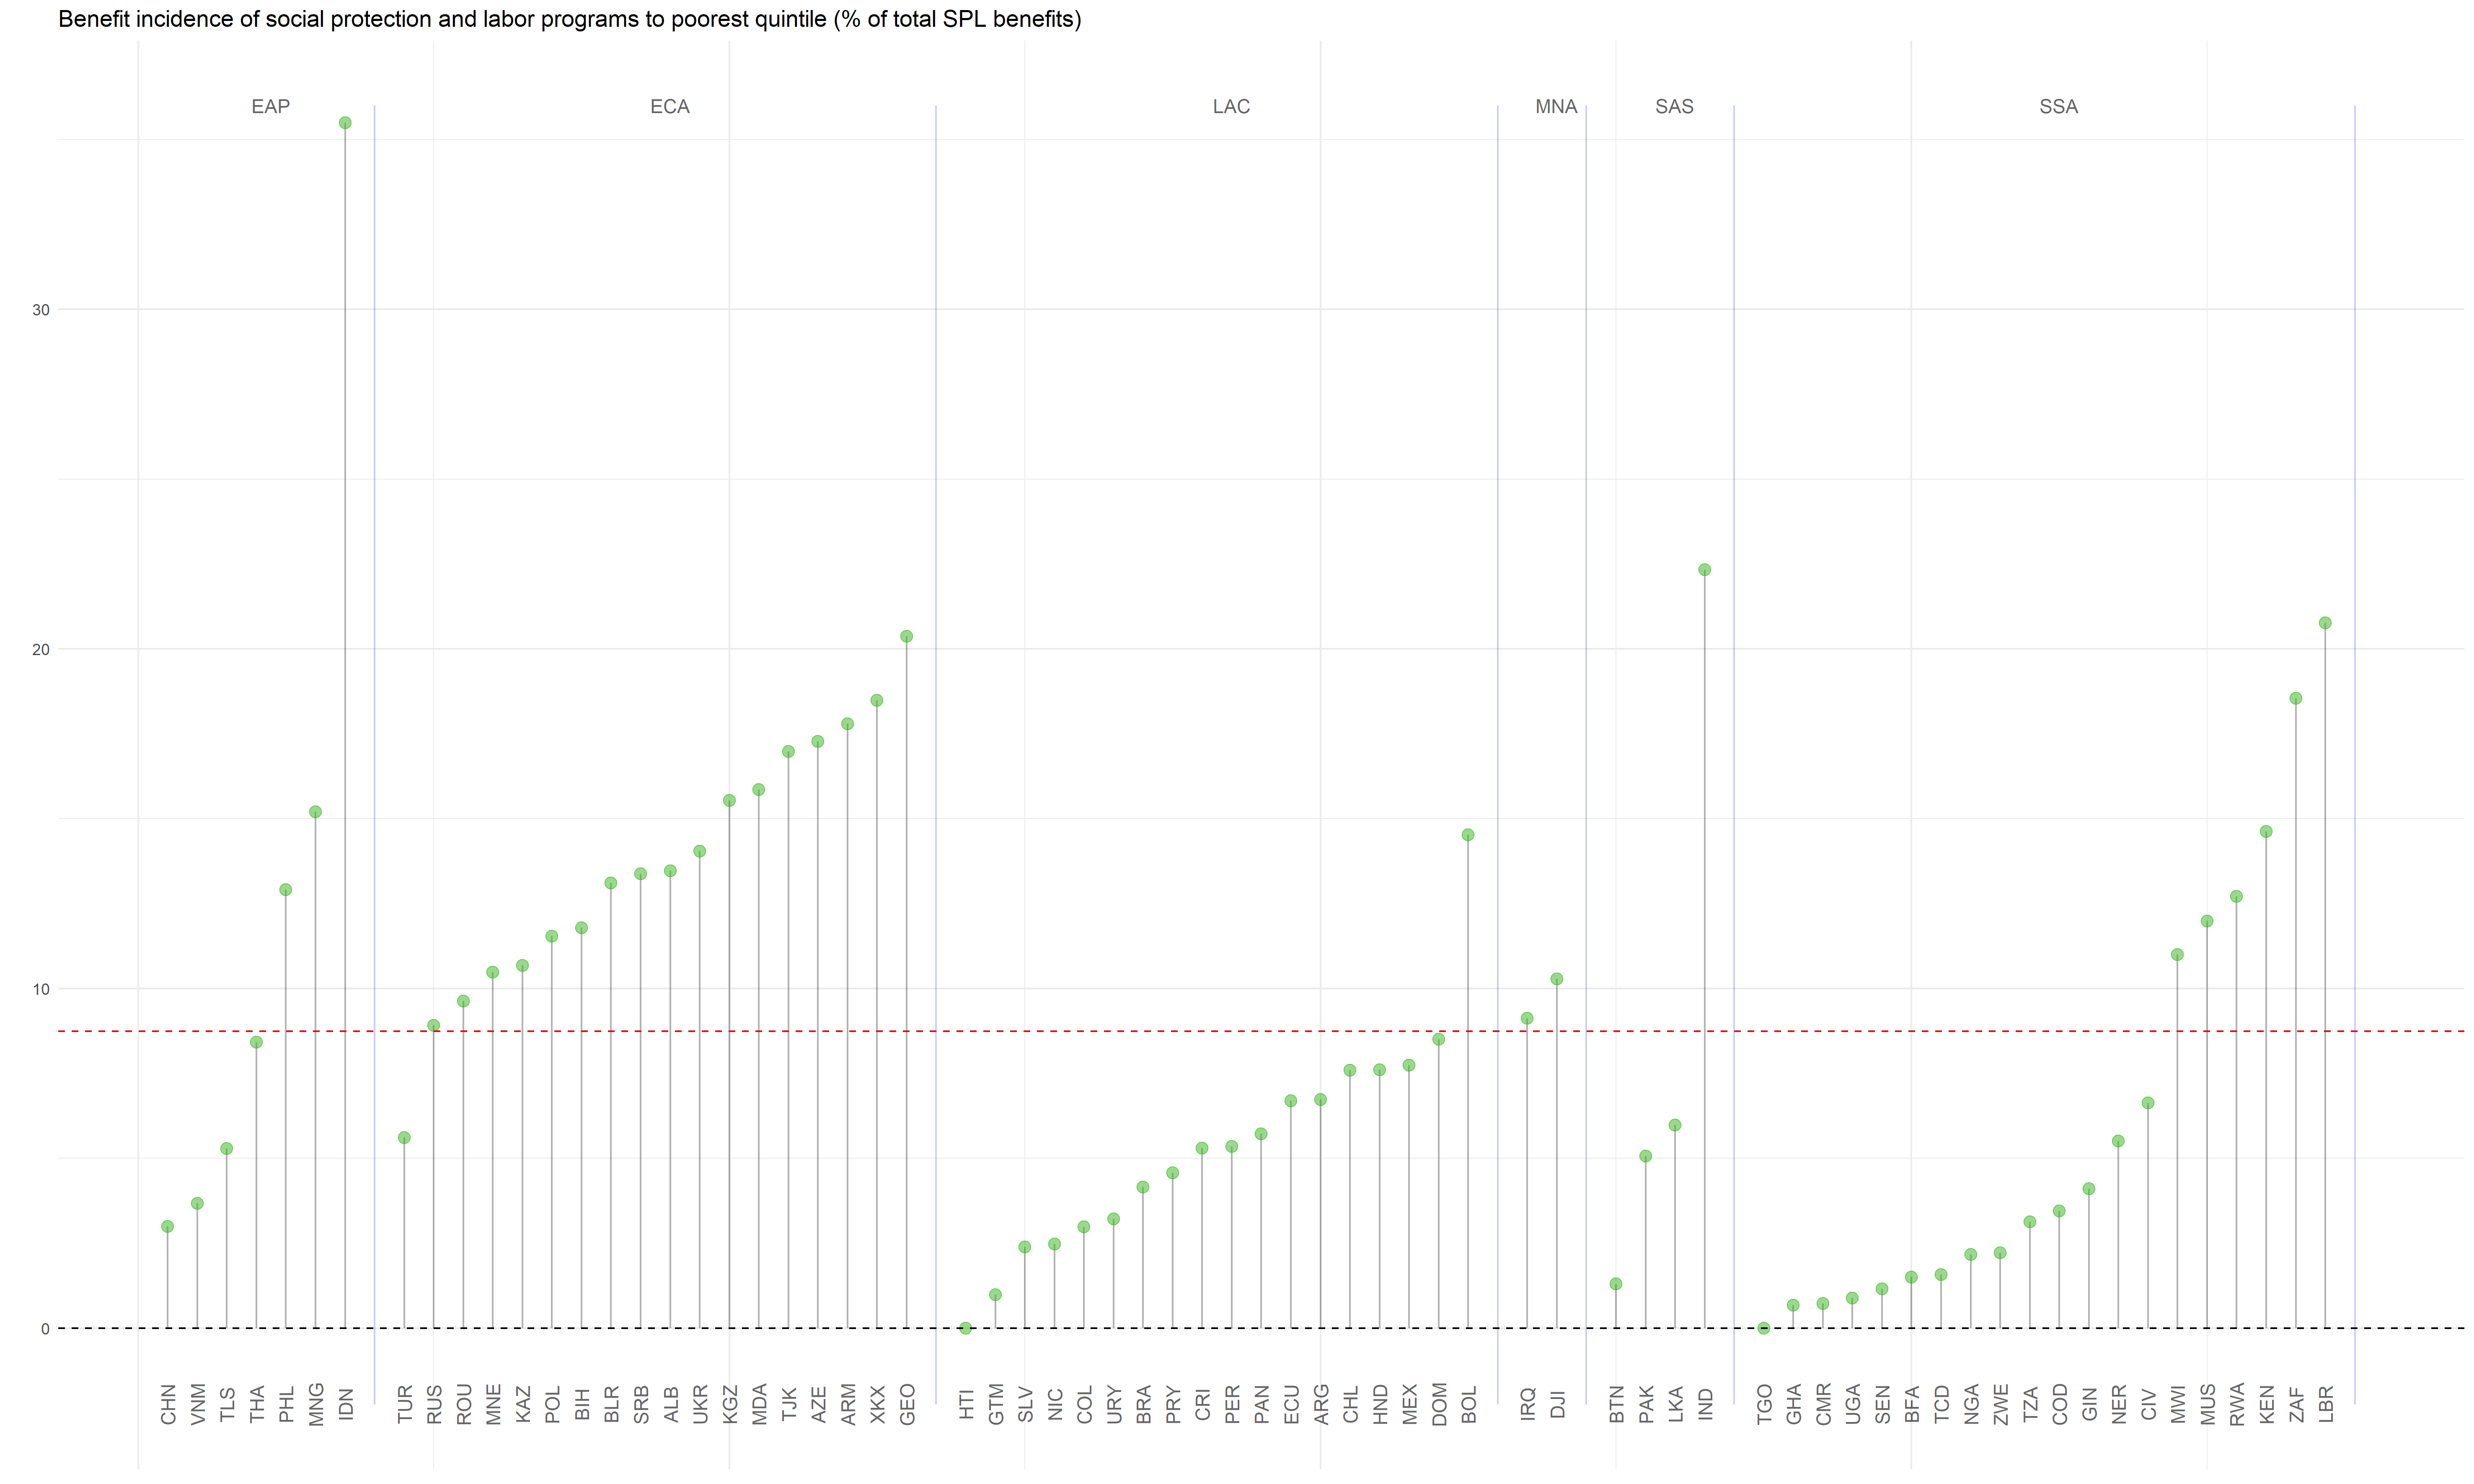 Benefit incidence of social protection and labor programs to poorest quintile (% of total SPL benefits)
EAP ECA LAC MNA SAS SSA
30
20
10
0
CHN VNM TLS THA PHL MNG IDN TUR RUS ROU MNE KAZ POL BIH BLR SRB ALB UKR KGZ MDA TJK AZE ARM XKX GEO HTI GTM SLV NIC COL URY BRA PRY CRI PER PAN ECU ARG CHL HND MEX DOM BOL IRQ DJI BTN PAK LKA IND TGO GHA CMR UGA SEN BFA TCD NGA ZWE TZA COD GIN NER CIV MWI MUS RWA KEN ZAF LBR